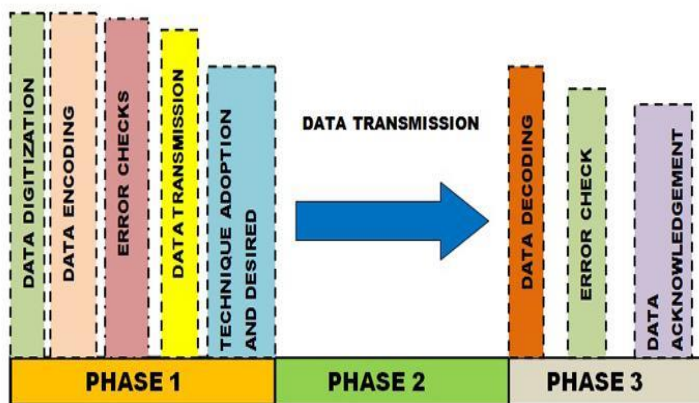 DATA DIGITIZATION
DATA ENCODING
ERROR CHECKS
DATA TRANSMISSION
TECHNIQUE ADOPTION
AND DESIRED
DATA TRANSMISSION
DATA DECODING
ERROR CHECK
DATA
ACKNOWLEDGEMENT
PHASE 1
PHASE 2
PHASE 3